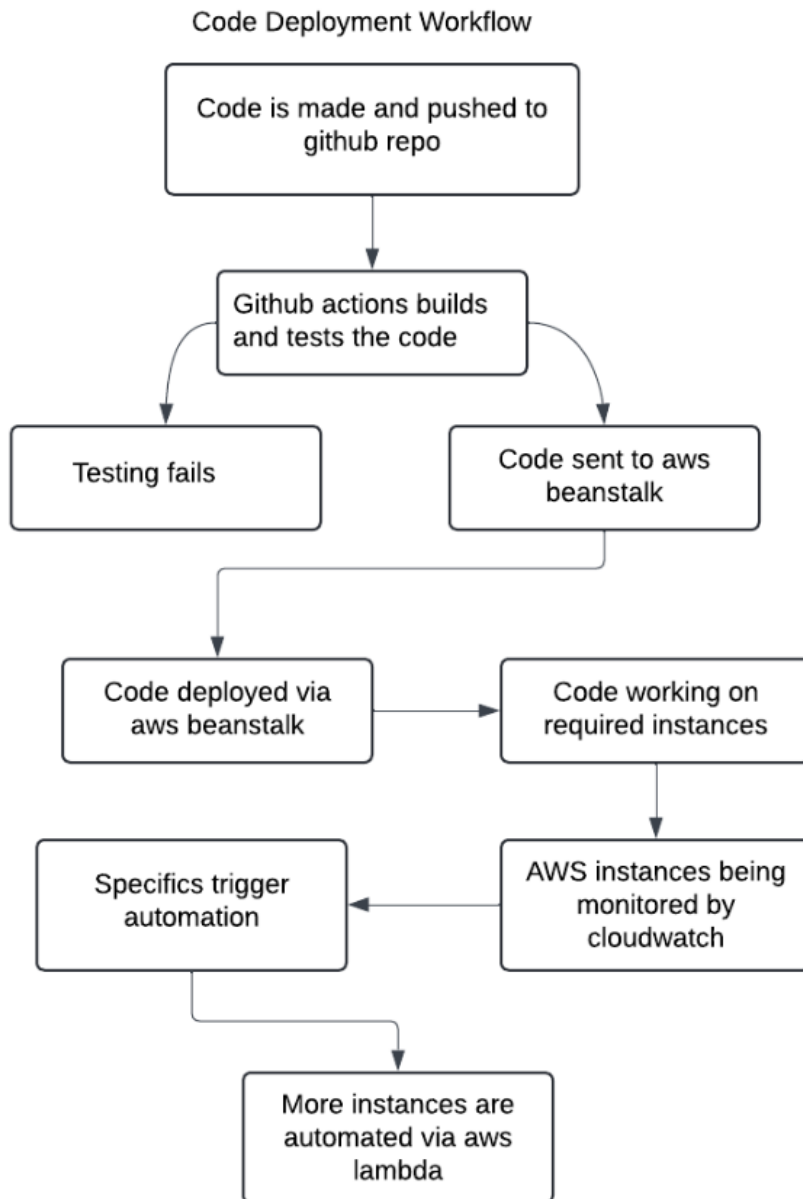 Code Deployment Workflow
Code is made and pushed to
github repo
Github actions builds
and tests the code
Testing fails
Code sent to aws
beanstalk
Code deployed via
aws beanstalk
Code working on
required instances
Specifics trigger
automation
AWS instances being
monitored by
cloudwatch
More instances are
automated via aws
lambda